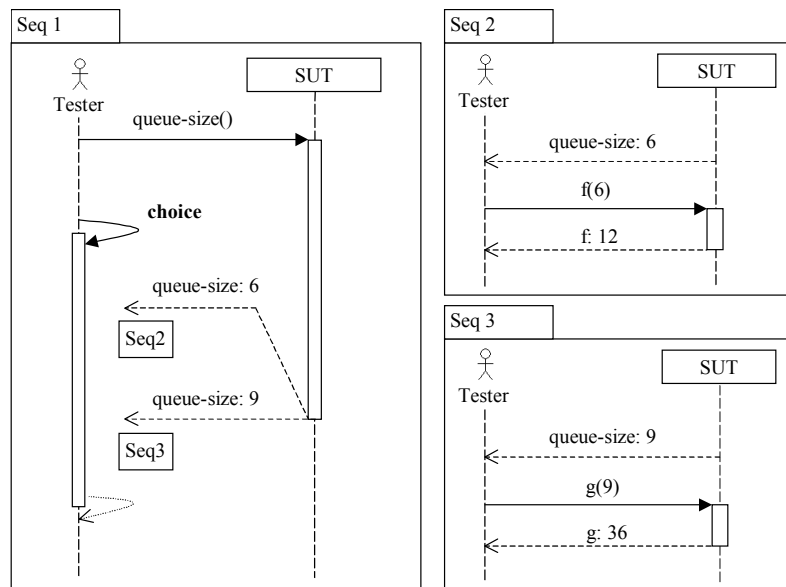 Seq 1
SUT
Tester
queue-size()
choice
queue-size: 6
Seq2
queue-size: 9
Seq3
Seq 2
SUT
Tester
queue-size: 6
f(6)
f: 12
Seq 3
SUT
Tester
queue-size: 9
g(9)
g: 36